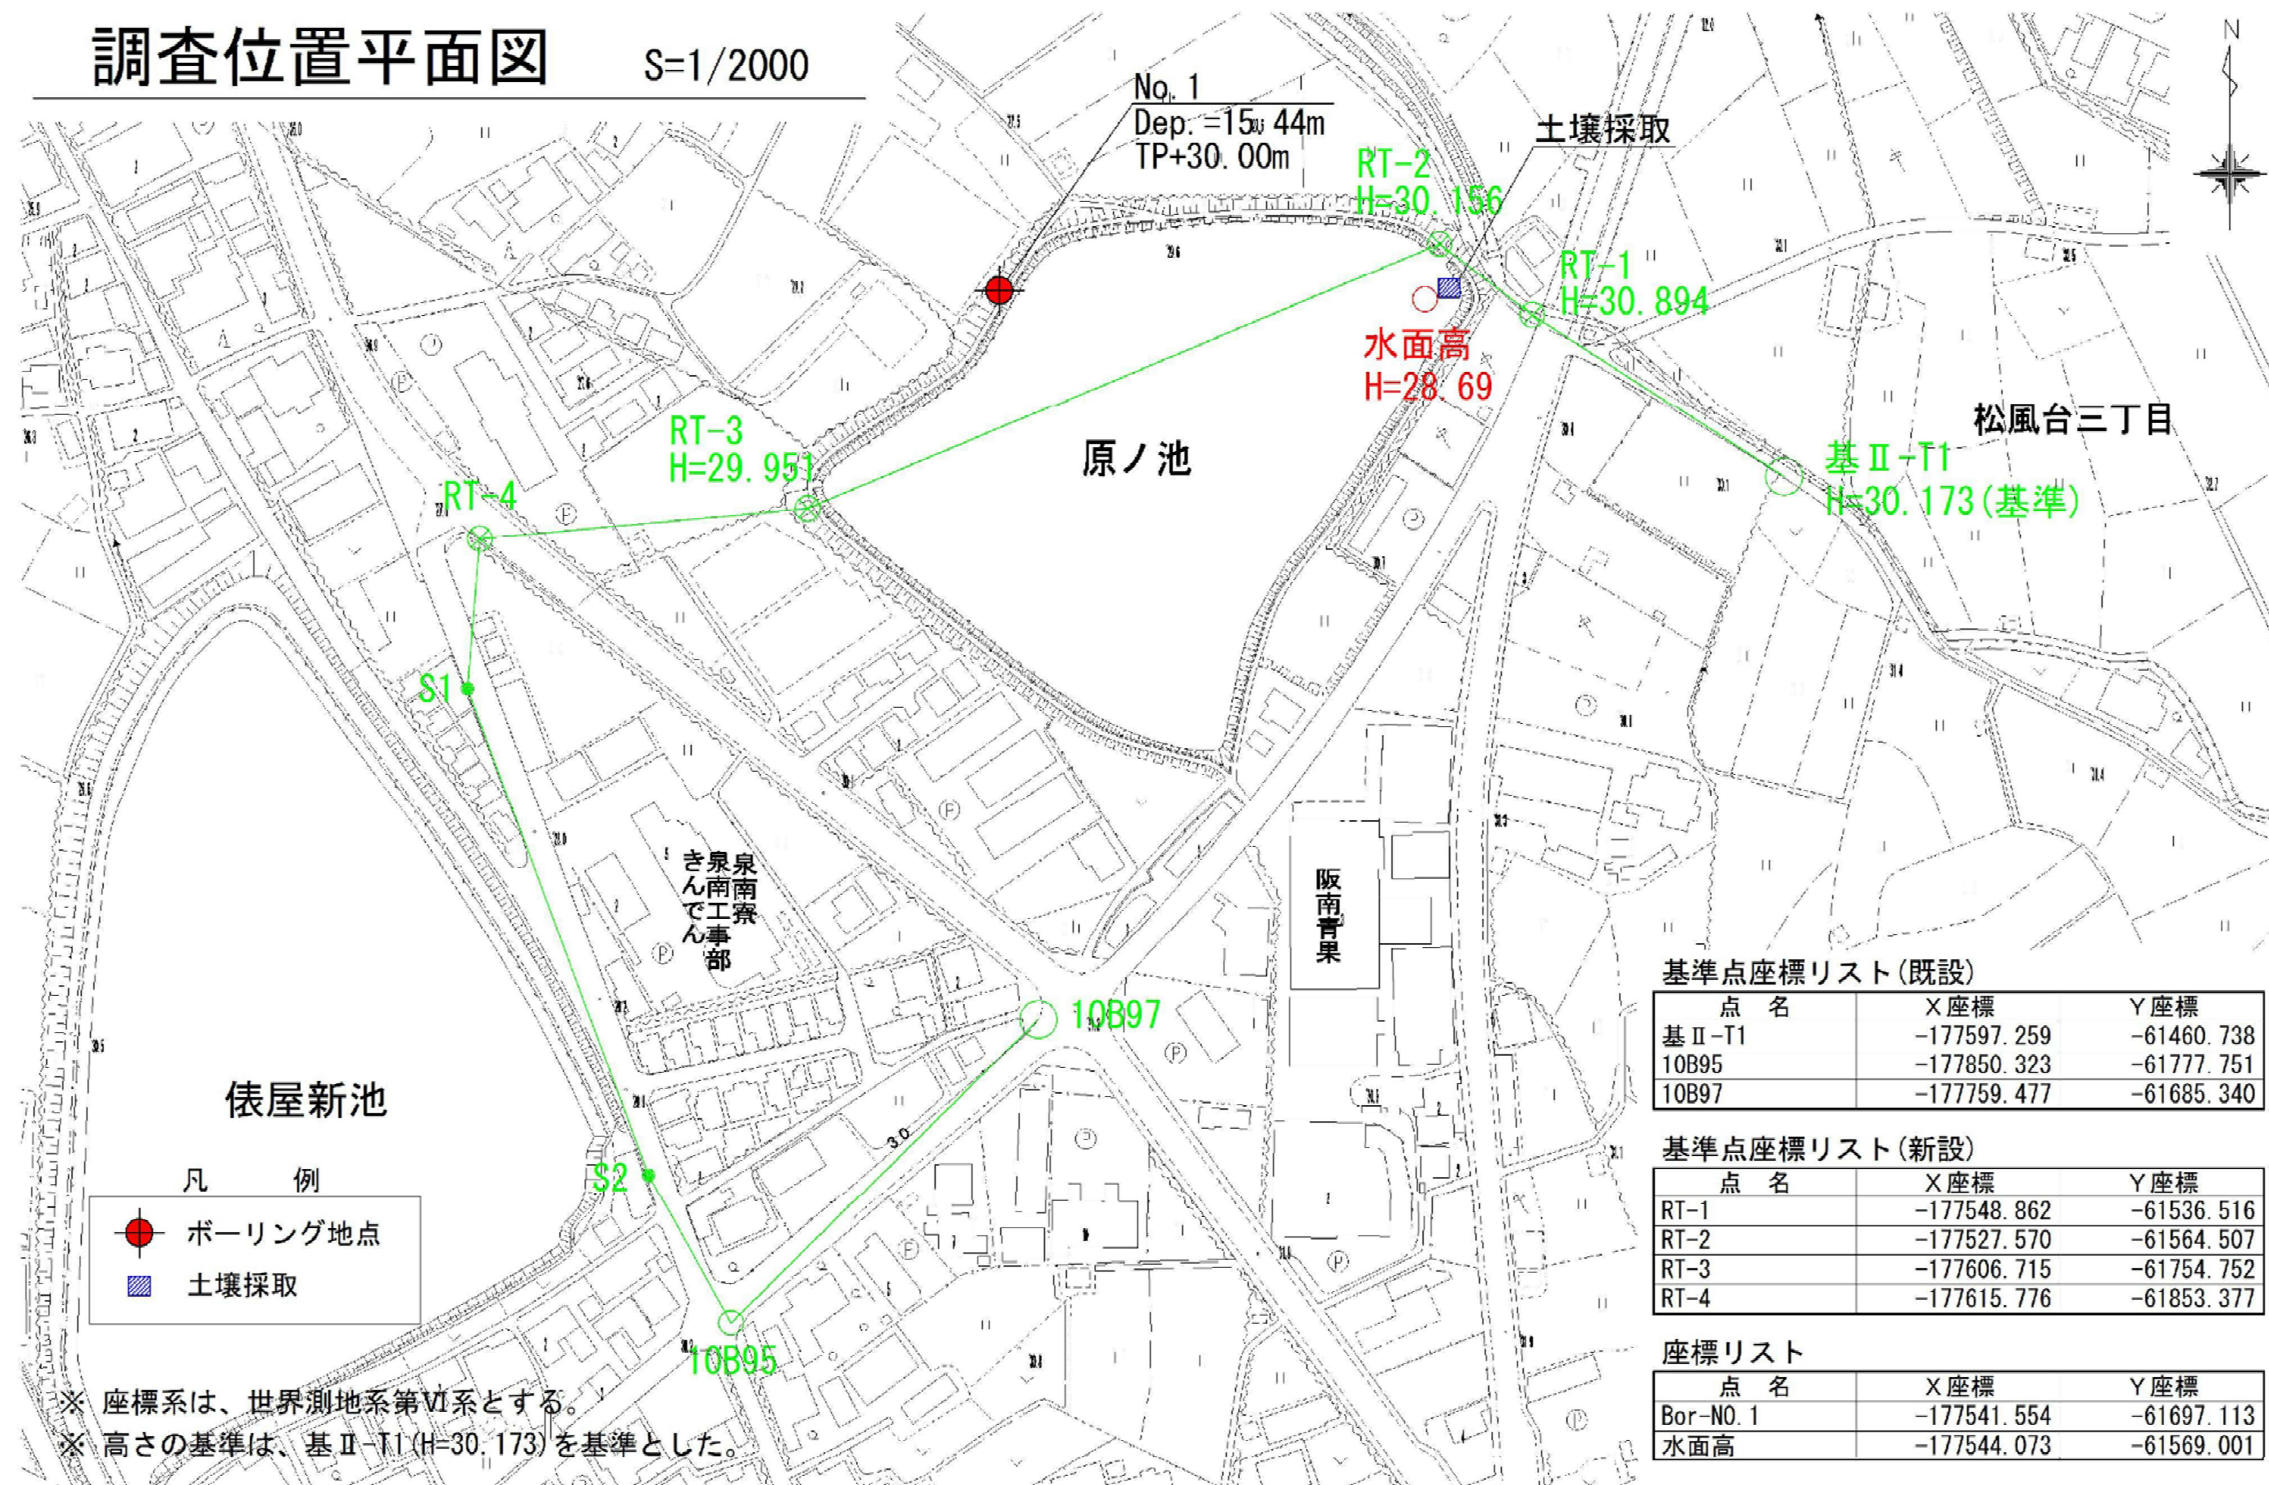 調査位置平面図 S=1/2000
No.1
Dep.=15.44m
TP+30.00m
土壌採取
RT-2
H=30.156
RT-1
H=30.894
水面高
H=28.69
松風台三丁目
基Ⅱ-T1
H=30.173(基準)
原ノ池
RT-3
H=29.951
RT-4
S1
泉南寮
泉南工事部
きんでん
阪南青果
10B97
30
俵屋新池
S2
10B95
凡 例
ボーリング地点
土壌採取
※ 座標系は、世界測地系第Ⅵ系とする。
※ 高さの基準は、基Ⅱ-T1(H=30.173)を基準とした。
基準点座標リスト(既設)
点 名 X座標 Y座標
基Ⅱ-T1 -177597.259 -61460.738
10B95 -177850.323 -61777.751
10B97 -177759.477 -61685.340
基準点座標リスト(新設)
点 名 X座標 Y座標
RT-1 -177548.862 -61536.516
RT-2 -177527.570 -61564.507
RT-3 -177606.715 -61754.752
RT-4 -177615.776 -61853.377
座標リスト
点 名 X座標 Y座標
Bor-NO.1 -177541.554 -61697.113
水面高 -177544.073 -61569.001
N